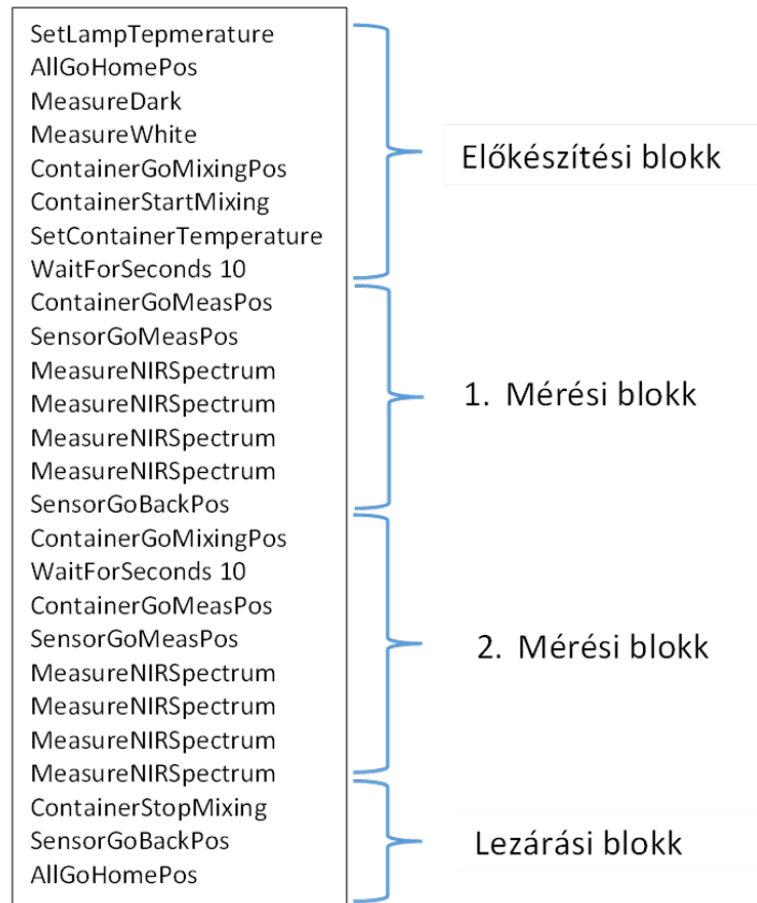 SetLampTepmerature
AllGoHomePos
MeasureDark
MeasureWhite
ContainerGoMixingPos
ContainerStartMixing
SetContainerTemperature
WaitForSeconds 10
ContainerGoMeasPos
SensorGoMeasPos
MeasureNIRSpectrum
MeasureNIRSpectrum
MeasureNIRSpectrum
MeasureNIRSpectrum
SensorGoBackPos
ContainerGoMixingPos
WaitForSeconds 10
ContainerGoMeasPos
SensorGoMeasPos
MeasureNIRSpectrum
MeasureNIRSpectrum
MeasureNIRSpectrum
MeasureNIRSpectrum
ContainerStopMixing
SensorGoBackPos
AllGoHomePos
Előkészítési blokk
1. Mérési blokk
2. Mérési blokk
Lezárási blokk